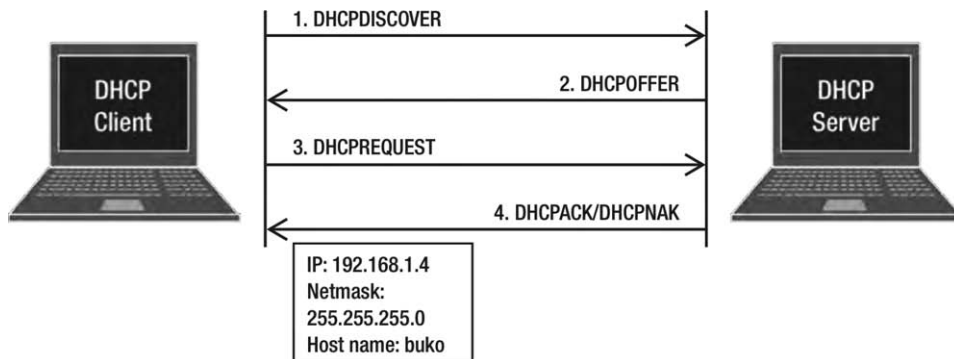 1. DHCPDISCOVER
DHCP
Client
2. DHCPOFFER
DHCP
Server
3. DHCPREQUEST
4. DHCPACK/DHCPNAK
IP: 192.168.1.4
Netmask:
255.255.255.0
Host name: buko